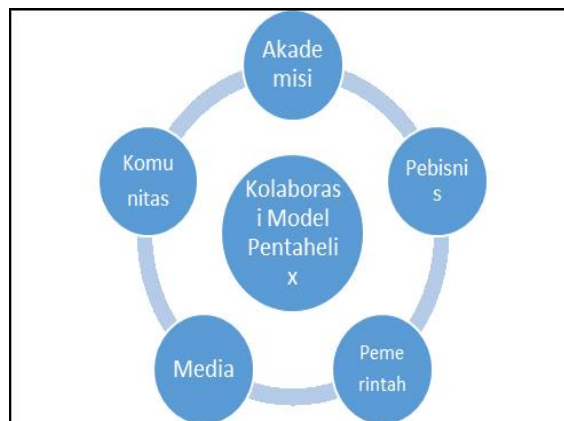 Akade
misi
Komu
nitas
Pebisni
s
Kolaboras
i Model
Pentaheli
x
Media
Peme
rintah